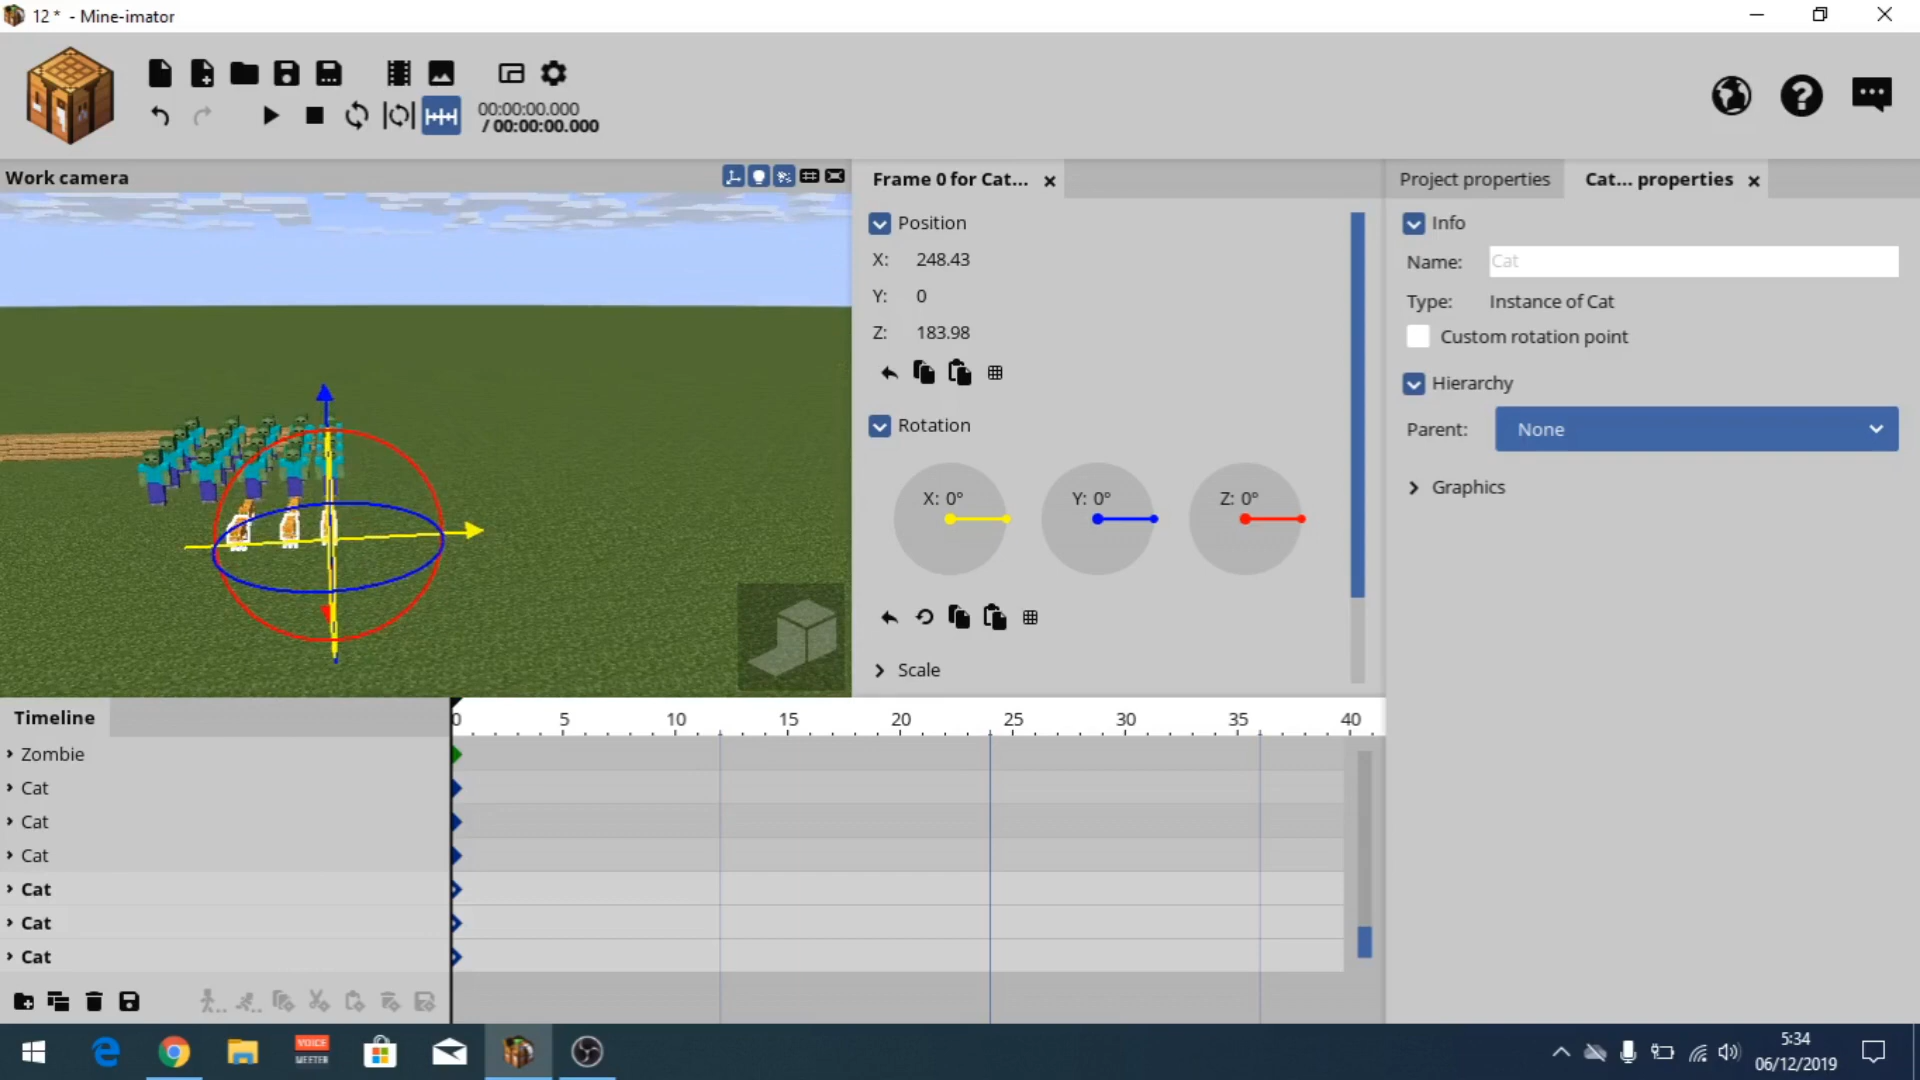 12 * - Mine-imator
00:00:00.000
/ 00:00:00.000
Work camera
Frame 0 for Cat...
Position
X: 248.43
Y: 0
Z: 183.98
Rotation
X: 0°
Y: 0°
Z: 0°
Scale
Project properties
Cat... properties
Info
Name: Cat
Type: Instance of Cat
Custom rotation point
Hierarchy
Parent: None
Graphics
Timeline
0 5 10 15 20 25 30 35 40
Zombie
Cat
Cat
Cat
Cat
Cat
Cat
VOICE
MEETER
5:34
06/12/2019